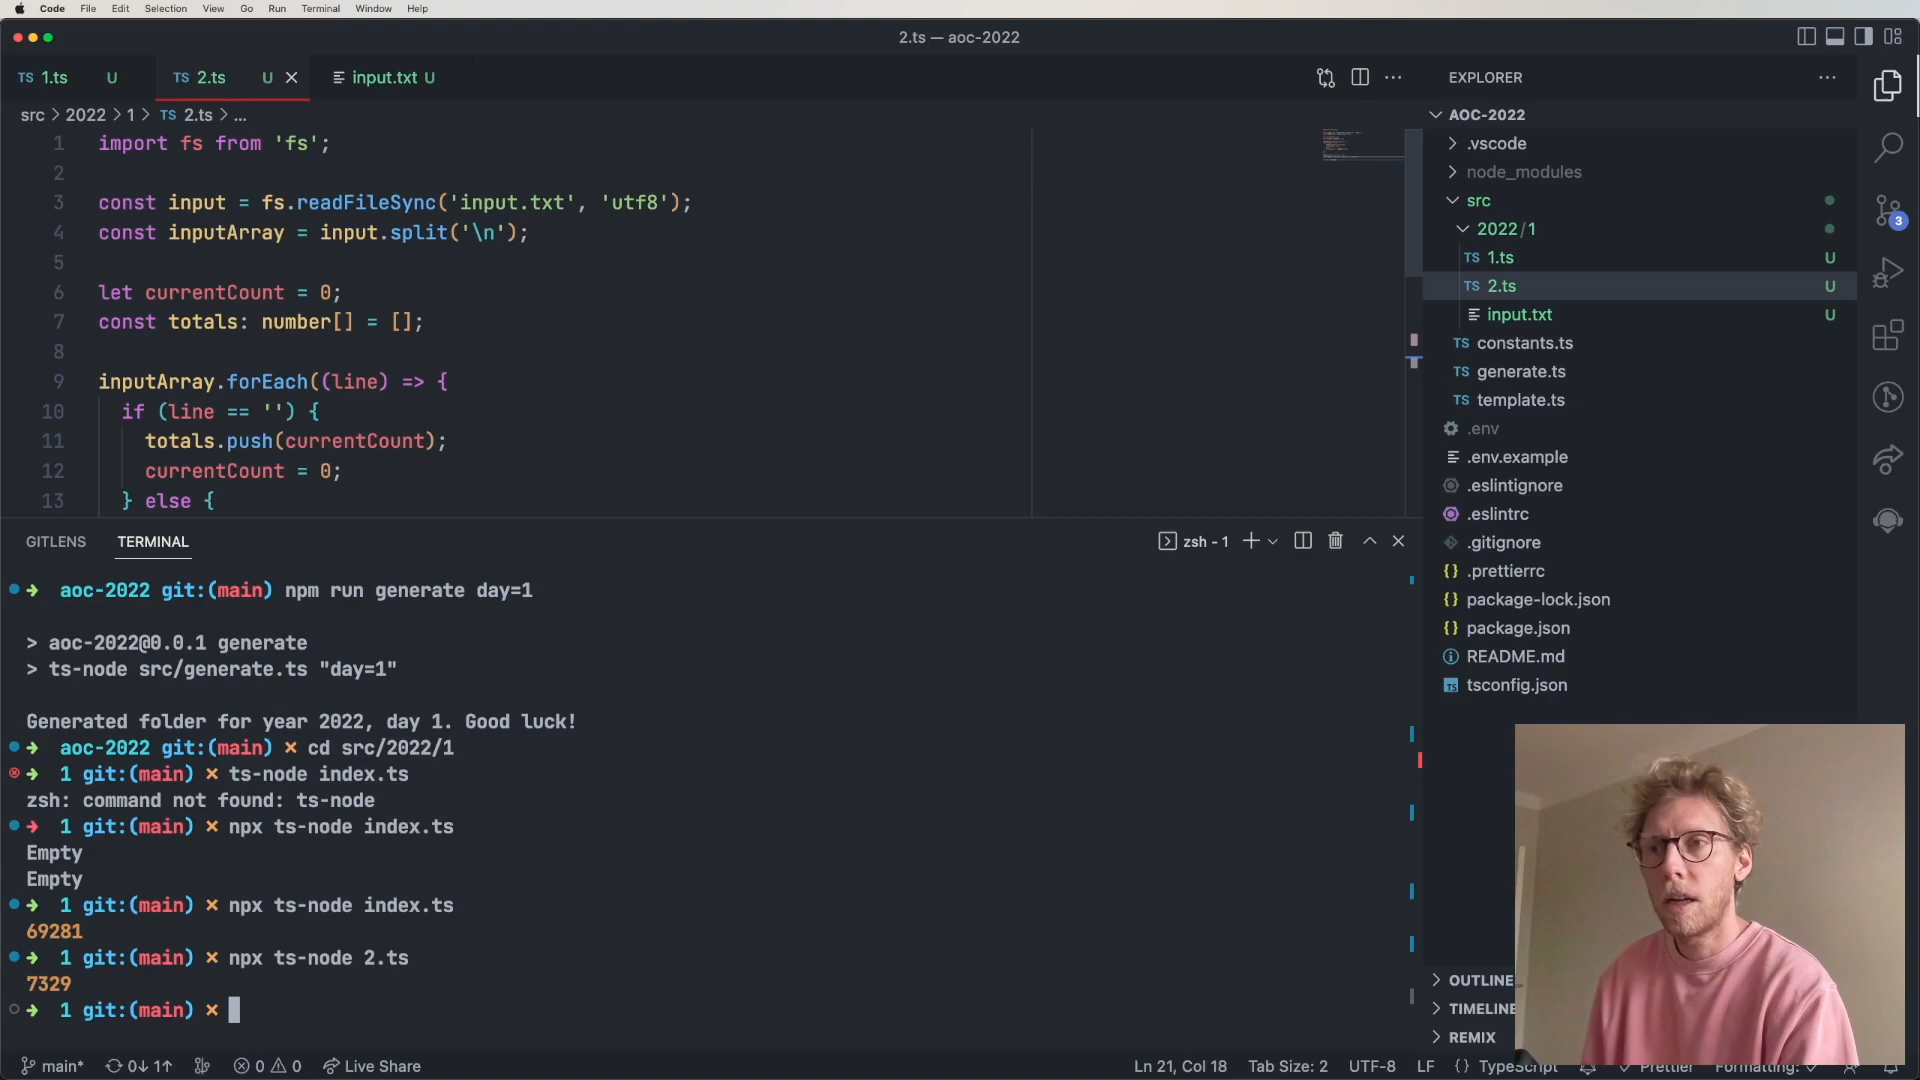 Code File Edit Selection View Go Run Terminal Window Help
2.ts — aoc-2022
TS 1.ts U TS 2.ts U input.txt U
src > 2022 > 1 > TS 2.ts > ...
1 import fs from 'fs';
2
3 const input = fs.readFileSync('input.txt', 'utf8');
4 const inputArray = input.split('\n');
5
6 let currentCount = 0;
7 const totals: number[] = [];
8
9 inputArray.forEach((line) => {
10 if (line == '') {
11 totals.push(currentCount);
12 currentCount = 0;
13 } else {
GITLENS TERMINAL
zsh - 1
aoc-2022 git:(main) npm run generate day=1
> aoc-2022@0.0.1 generate
> ts-node src/generate.ts "day=1"
Generated folder for year 2022, day 1. Good luck!
aoc-2022 git:(main) × cd src/2022/1
1 git:(main) × ts-node index.ts
zsh: command not found: ts-node
1 git:(main) × npx ts-node index.ts
Empty
Empty
1 git:(main) × npx ts-node index.ts
69281
1 git:(main) × npx ts-node 2.ts
7329
1 git:(main) ×
EXPLORER
AOC-2022
.vscode
node_modules
src
2022/1
TS 1.ts U
TS 2.ts U
input.txt U
TS constants.ts
TS generate.ts
TS template.ts
.env
.env.example
.eslintignore
.eslintrc
.gitignore
{} .prettierrc
{} package-lock.json
{} package.json
README.md
TS tsconfig.json
OUTLINE
TIMELINE
REMIX
3
main* 0↓ 1↑ 0 0 Live Share
Ln 21, Col 18 Tab Size: 2 UTF-8 LF {} TypeScript Prettier Formatting: